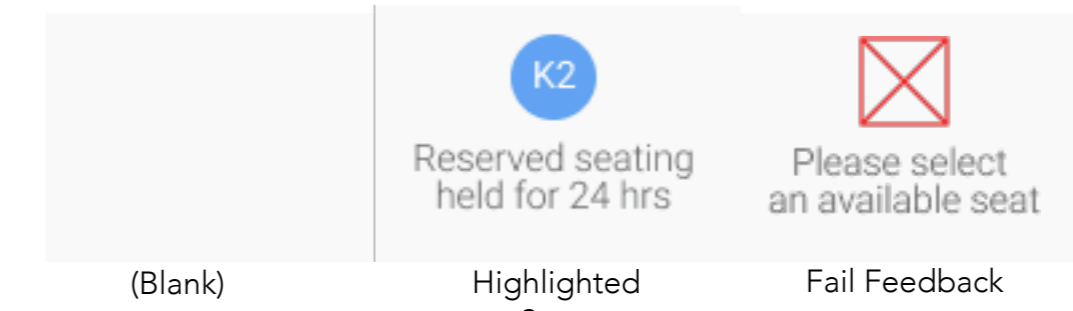 K2
Reserved seating
held for 24 hrs
Please select
an available seat
(Blank)
Highlighted
Fail Feedback